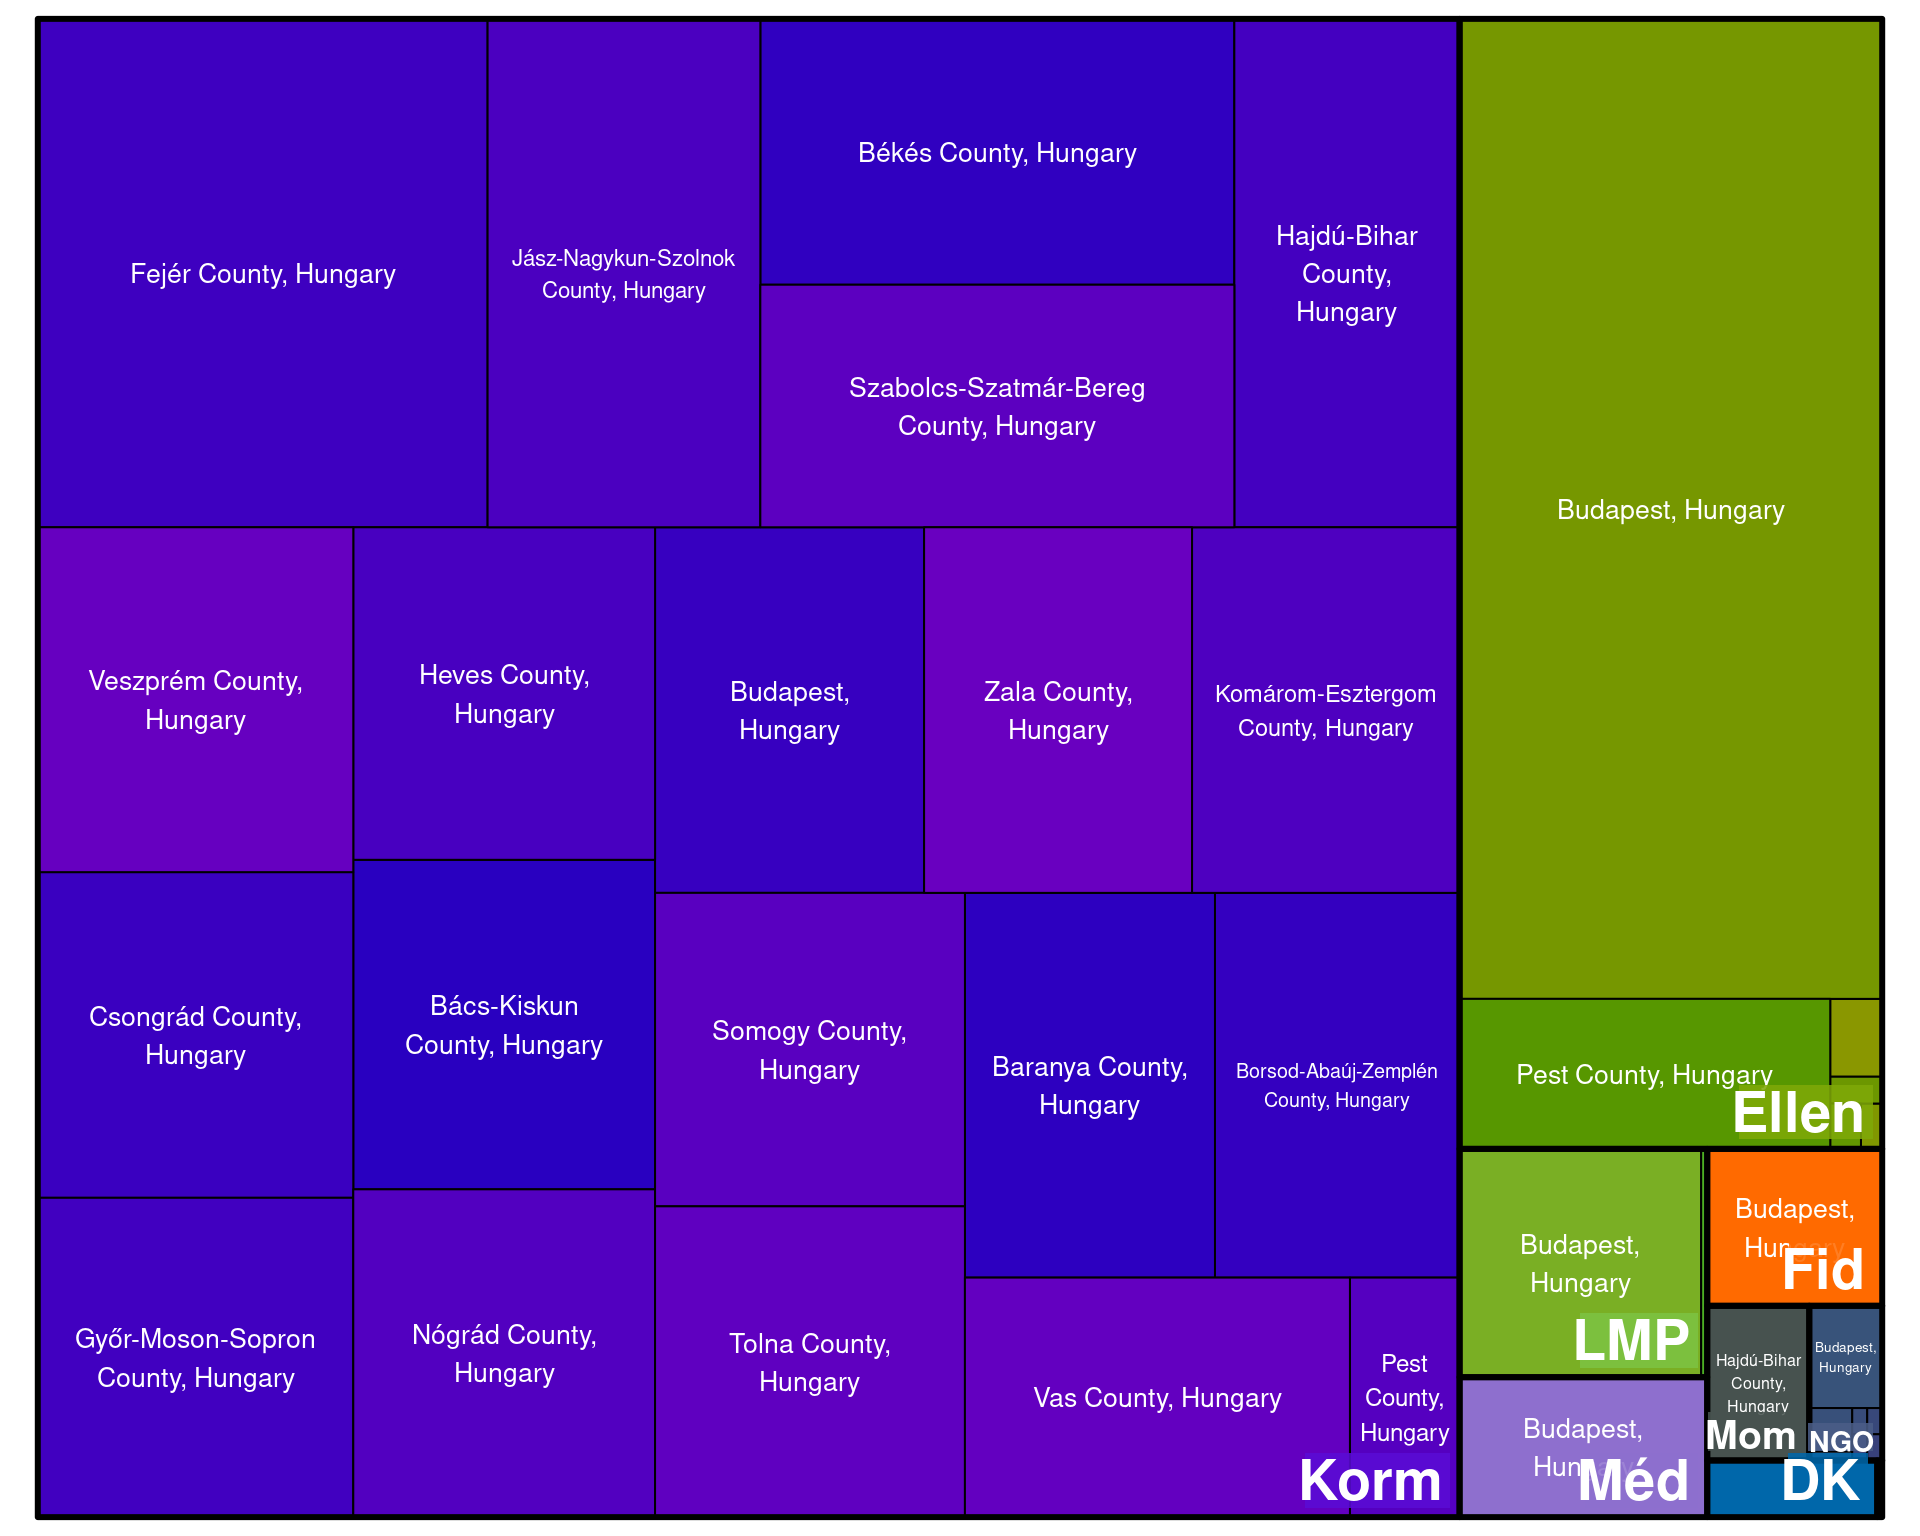 Fejér County, Hungary
Jász-Nagykun-Szolnok
County, Hungary
Békés County, Hungary
Szabolcs-Szatmár-Bereg
County, Hungary
Hajdú-Bihar
County,
Hungary
Veszprém County,
Hungary
Heves County,
Hungary
Budapest,
Hungary
Zala County,
Hungary
Komárom-Esztergom
County, Hungary
Csongrád County,
Hungary
Bács-Kiskun
County, Hungary
Somogy County,
Hungary
Baranya County,
Hungary
Borsod-Abaúj-Zemplén
County, Hungary
Győr-Moson-Sopron
County, Hungary
Nógrád County,
Hungary
Tolna County,
Hungary
Vas County, Hungary
Pest
County,
Hungary
Korm
Budapest, Hungary
Pest County, Hungary
Ellen
Budapest,
Hungary
LMP
Budapest,
Hungary
Fid
Hajdú-Bihar
County,
Hungary
Mom
Budapest,
Hungary
NGO
Budapest,
Hungary
Méd
DK